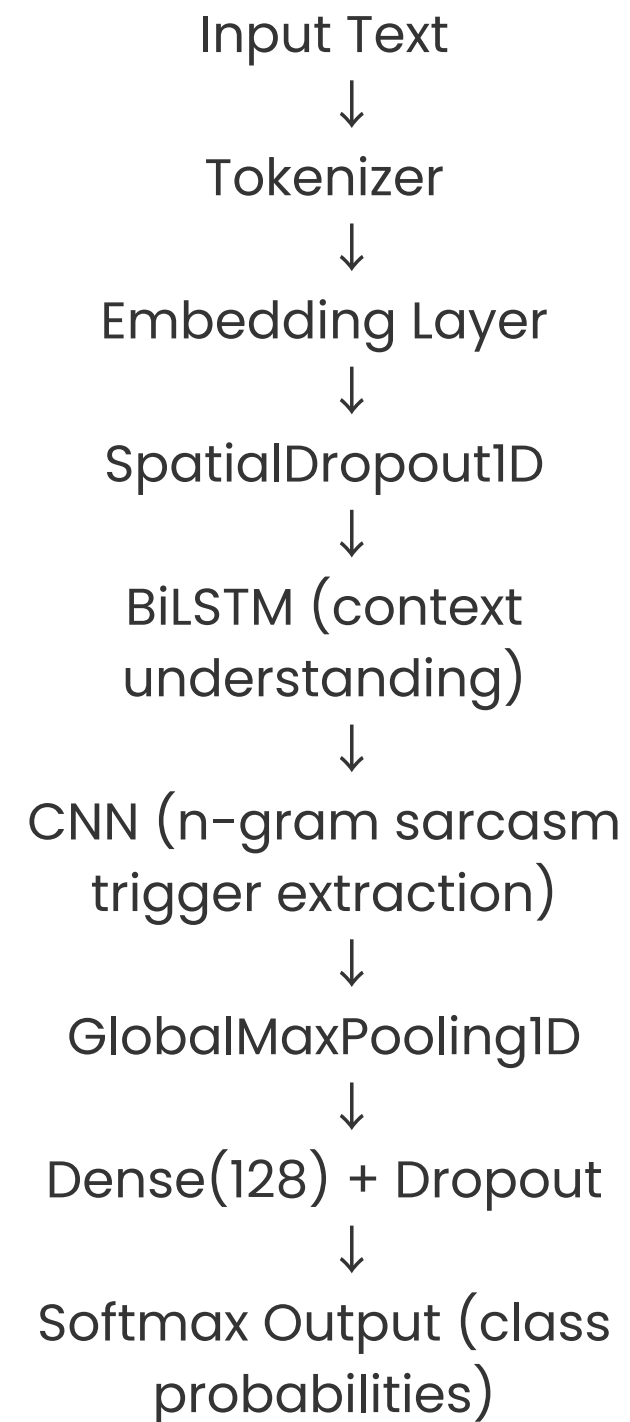 Input Text
↓
Tokenizer
↓
Embedding Layer
↓
SpatialDropout1D
↓
BiLSTM (context
understanding)
↓
CNN (n-gram sarcasm
trigger extraction)
↓
GlobalMaxPooling1D
↓
Dense(128) + Dropout
↓
Softmax Output (class
probabilities)